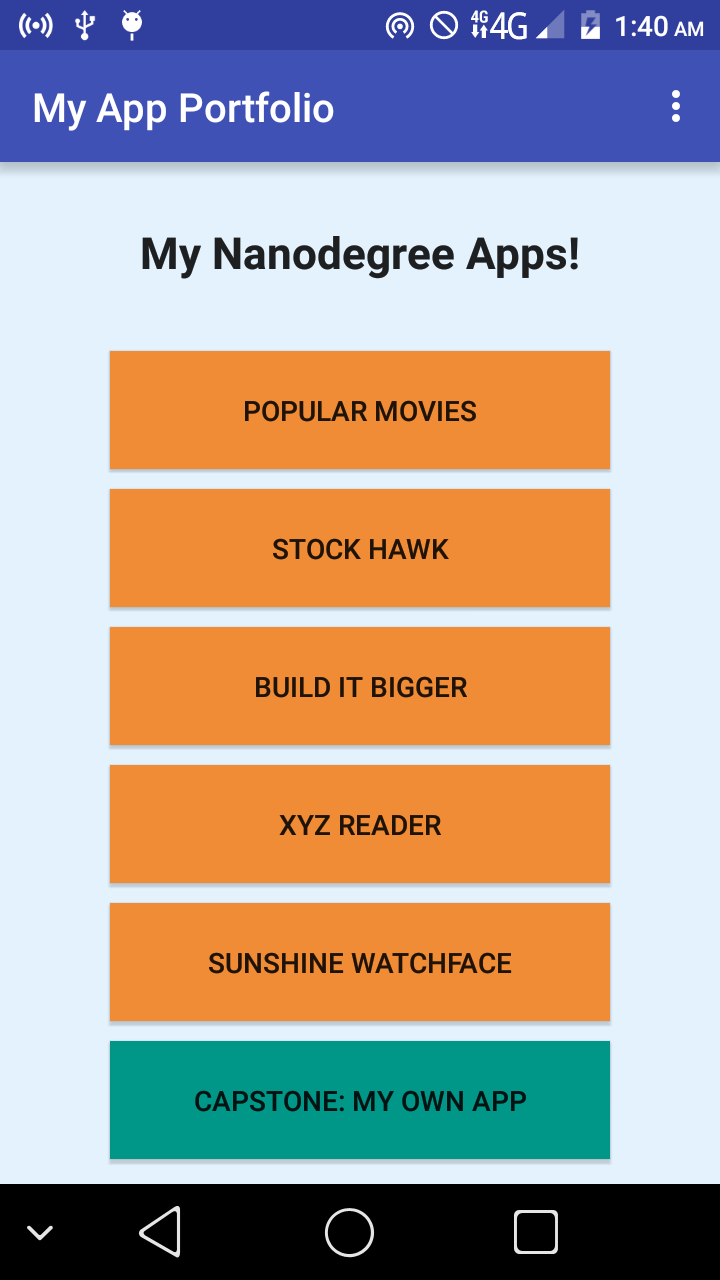 4G 4G 1:40 AM
My App Portfolio
My Nanodegree Apps!
POPULAR MOVIES
STOCK HAWK
BUILD IT BIGGER
XYZ READER
SUNSHINE WATCHFACE
CAPSTONE: MY OWN APP